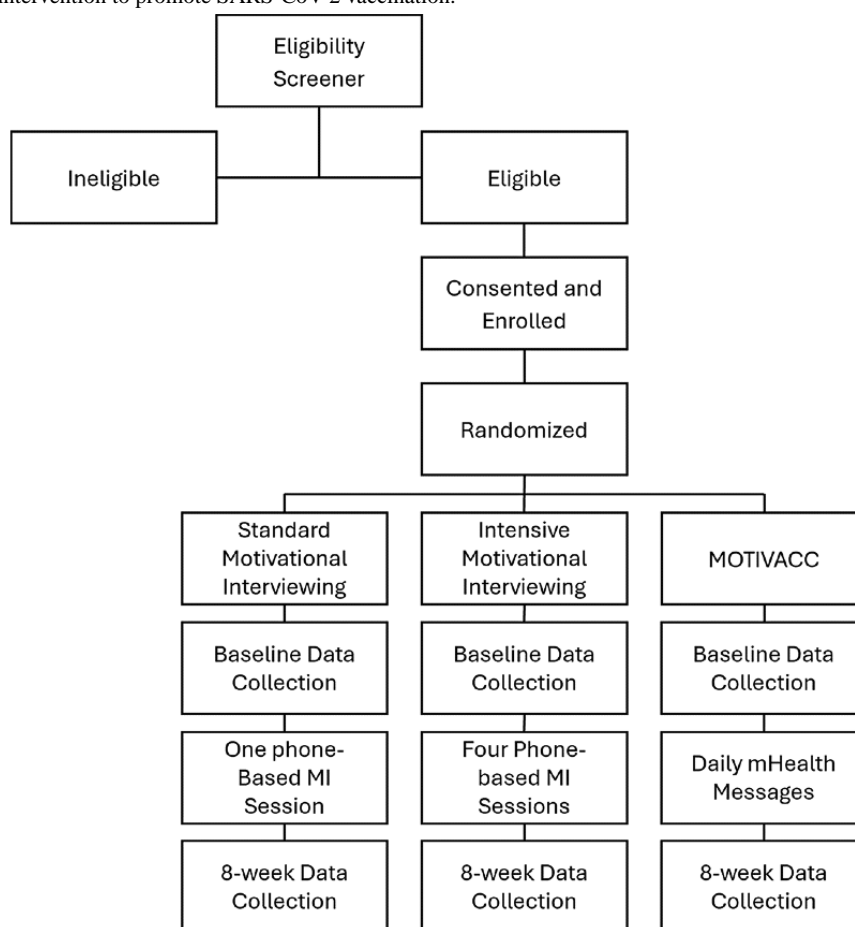 intervention to promote SARS-CoV-2 vaccination.
Eligibility
Screener
Ineligible
Eligible
Consented and
Enrolled
Randomized
Standard
Motivational
Interviewing
Intensive
Motivational
Interviewing
MOTIVACC
Baseline Data
Collection
Baseline Data
Collection
Baseline Data
Collection
One phone-
Based MI
Session
Four Phone-
based MI
Sessions
Daily mHealth
Messages
8-week Data
Collection
8-week Data
Collection
8-week Data
Collection